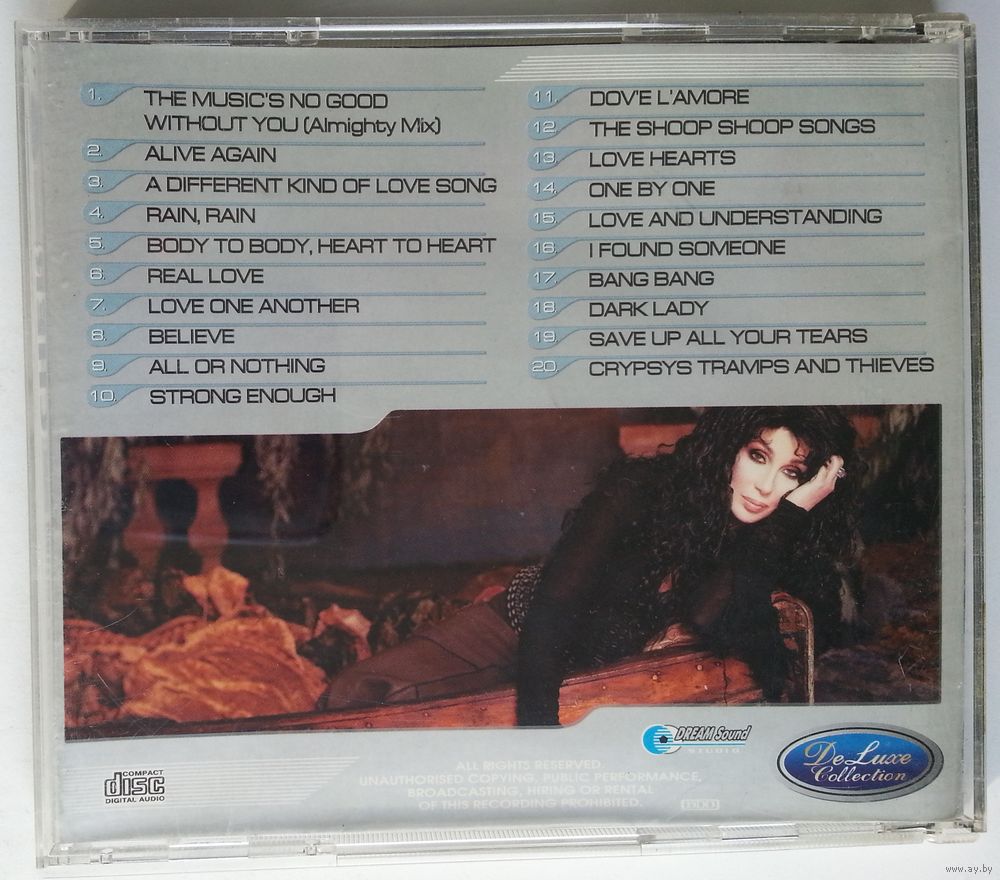 1. THE MUSIC'S NO GOOD
WITHOUT YOU (Almighty Mix)
2. ALIVE AGAIN
3. A DIFFERENT KIND OF LOVE SONG
4. RAIN, RAIN
5. BODY TO BODY, HEART TO HEART
6. REAL LOVE
7. LOVE ONE ANOTHER
8. BELIEVE
9. ALL OR NOTHING
10. STRONG ENOUGH
11. DOV'E L'AMORE
12. THE SHOOP SHOOP SONGS
13. LOVE HEARTS
14. ONE BY ONE
15. LOVE AND UNDERSTANDING
16. I FOUND SOMEONE
17. BANG BANG
18. DARK LADY
19. SAVE UP ALL YOUR TEARS
20. CRYPSYS TRAMPS AND THIEVES
DREAM Sound
STUDIO
DeLuxe
Collection
COMPACT
disc
DIGITAL AUDIO
ALL RIGHTS RESERVED.
UNAUTHORISED COPYING, PUBLIC PERFORMANCE,
BROADCASTING, HIRING OR RENTAL
OF THIS RECORDING PROHIBITED.
www.ay.by